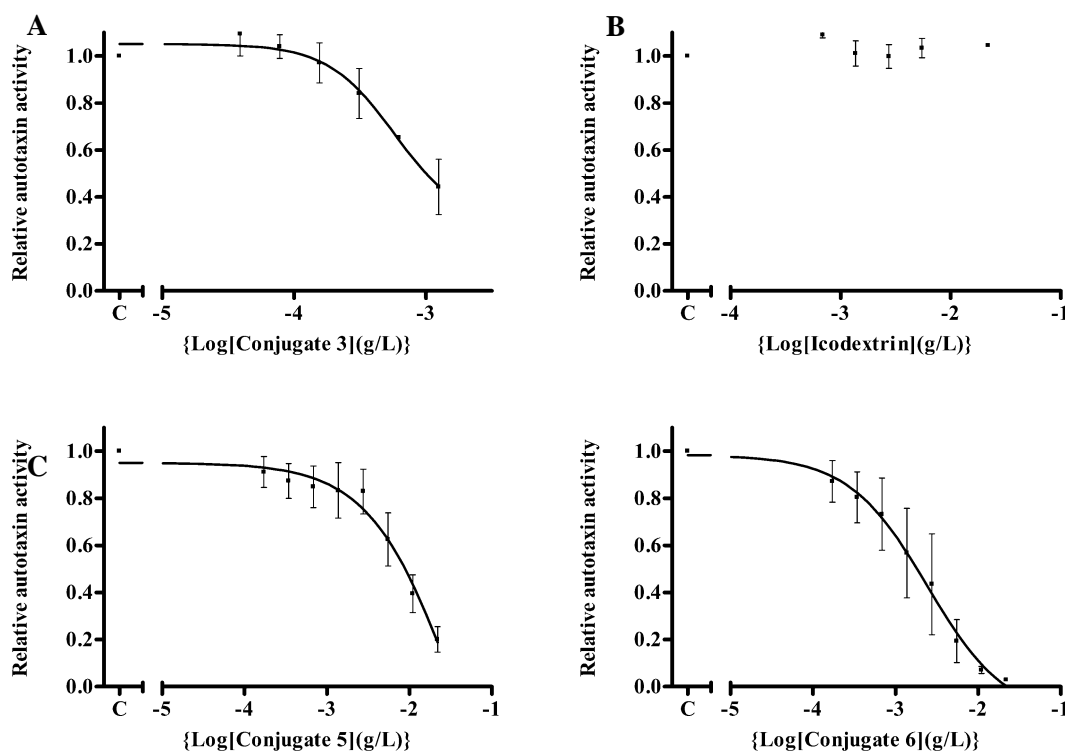 A
Relative autotaxin activity
1.0
0.8
0.6
0.4
0.2
0.0
C
-5
-4
-3
{Log[Conjugate 3](g/L)}
B
Relative autotaxin activity
1.0
0.8
0.6
0.4
0.2
0.0
C
-4
-3
-2
-1
{Log[Icodextrin](g/L)}
C
Relative autotaxin activity
1.0
0.8
0.6
0.4
0.2
0.0
C
-5
-4
-3
-2
-1
{Log[Conjugate 5](g/L)}
Relative autotaxin activity
1.0
0.8
0.6
0.4
0.2
0.0
C
-5
-4
-3
-2
-1
{Log[Conjugate 6](g/L)}